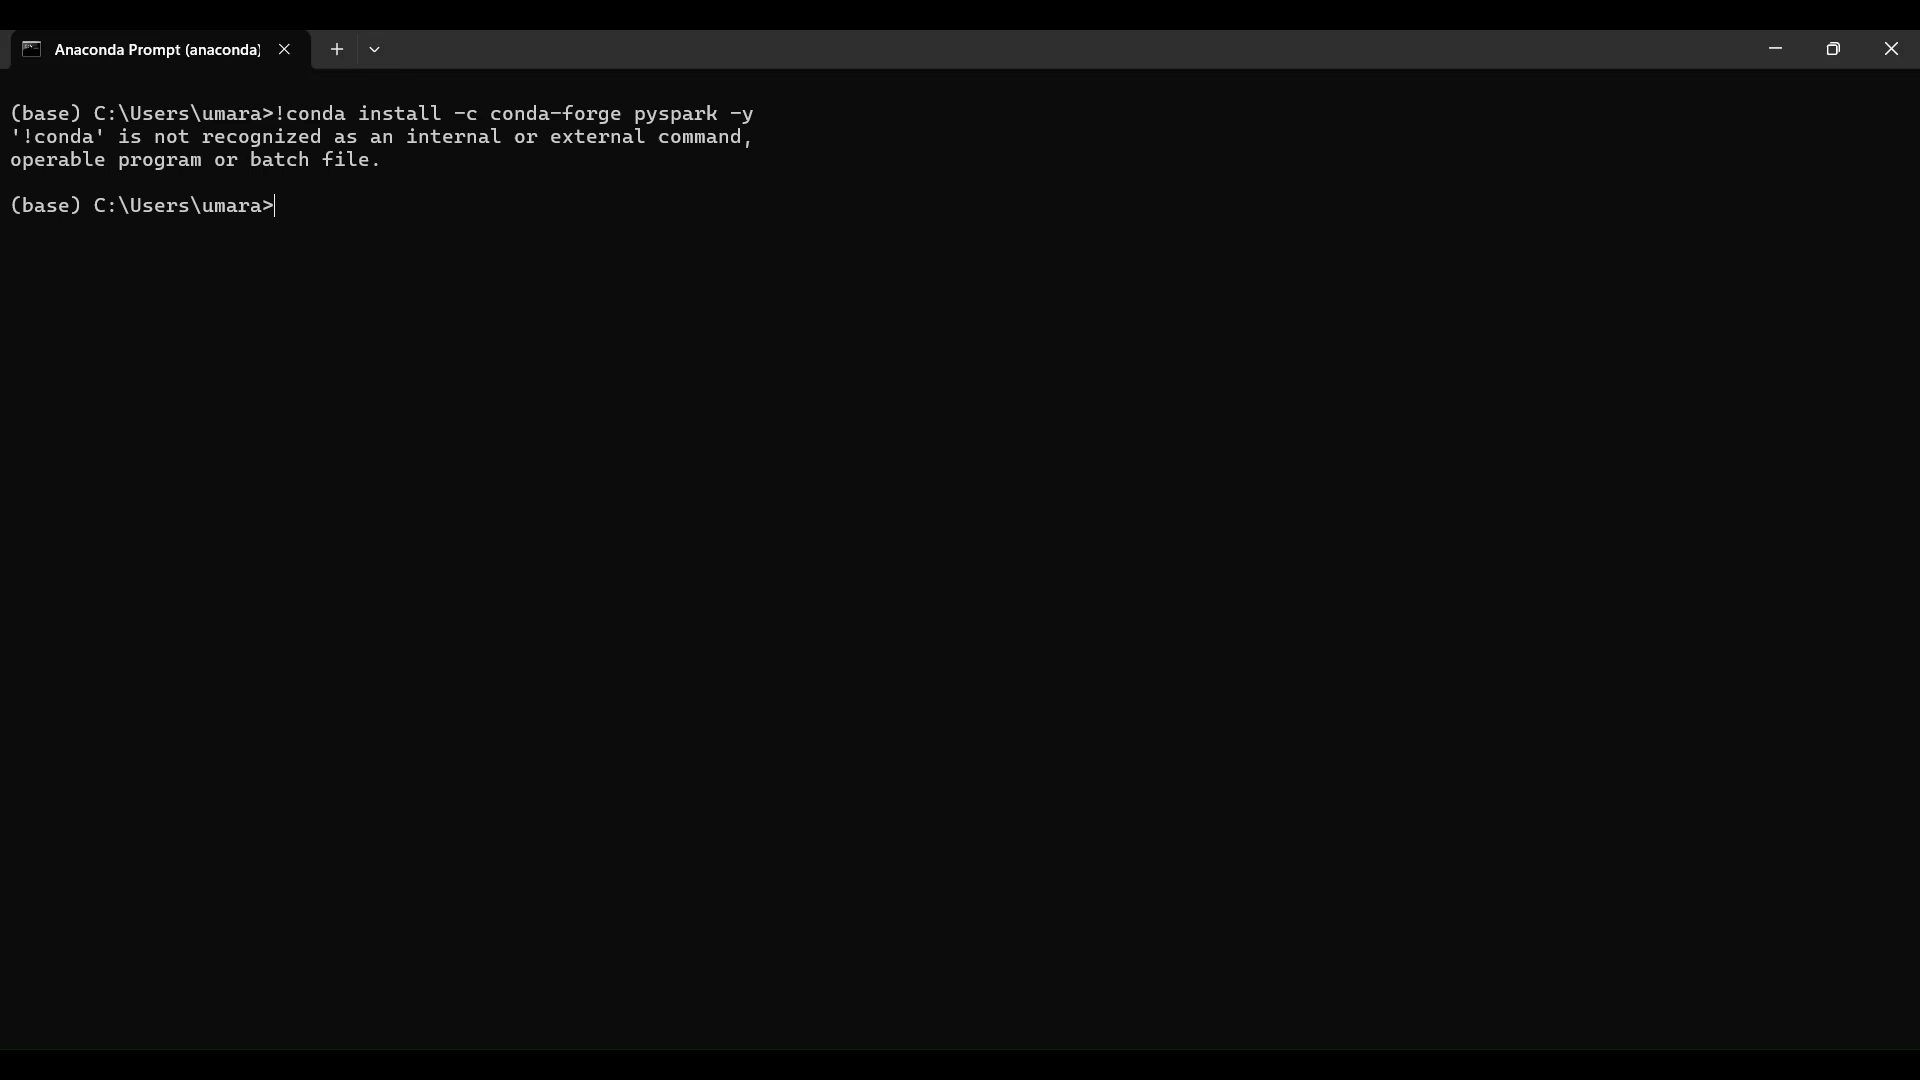 Anaconda Prompt (anaconda)
(base) C:\Users\umara>!conda install -c conda-forge pyspark -y
'!conda' is not recognized as an internal or external command,
operable program or batch file.
(base) C:\Users\umara>